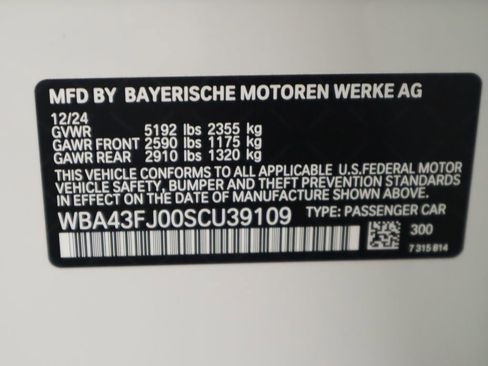 MFD BY BAYERISCHE MOTOREN WERKE AG
12/24
GVWR 5192 lbs 2355 kg
GAWR FRONT 2590 lbs 1175 kg
GAWR REAR 2910 lbs 1320 kg
THIS VEHICLE CONFORMS TO ALL APPLICABLE U.S.FEDERAL MOTOR
VEHICLE SAFETY, BUMPER, AND THEFT PREVENTION STANDARDS
IN EFFECT ON THE DATE OF MANUFACTURE SHOWN ABOVE.
WBA43FJ00SCU39109 TYPE: PASSENGER CAR
300
7 315 814